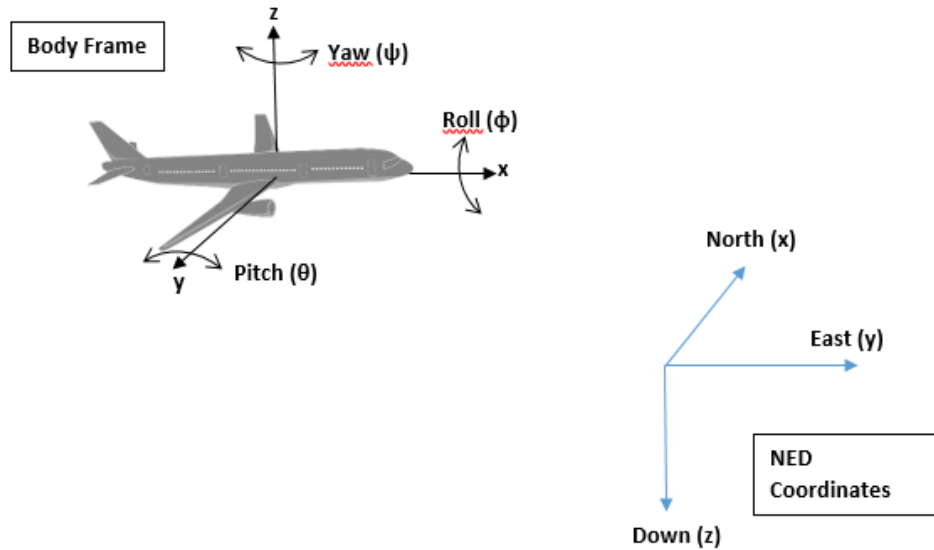 Body Frame
z
Yaw (ψ)
Roll (ϕ)
x
Pitch (θ)
y
North (x)
East (y)
NED
Coordinates
Down (z)